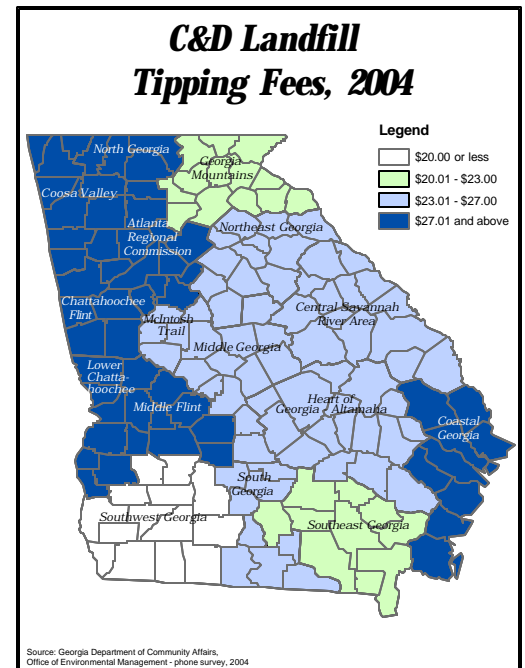 C&D Landfill
Tipping Fees, 2004
Legend
$20.00 or less
$20.01 - $23.00
$23.01 - $27.00
$27.01 and above
North Georgia
Georgia
Mountains
Coosa Valley
Atlanta
Regional
Commission
Northeast Georgia
Chattahoochee
Flint
McIntosh
Trail
Central Savannah
River Area
Middle Georgia
Lower
Chatta-
hoochee
Middle Flint
Heart of
Georgia Altamaha
Coastal
Georgia
South
Georgia
Southwest Georgia
Southeast Georgia
Source: Georgia Department of Community Affairs,
Office of Environmental Management - phone survey, 2004